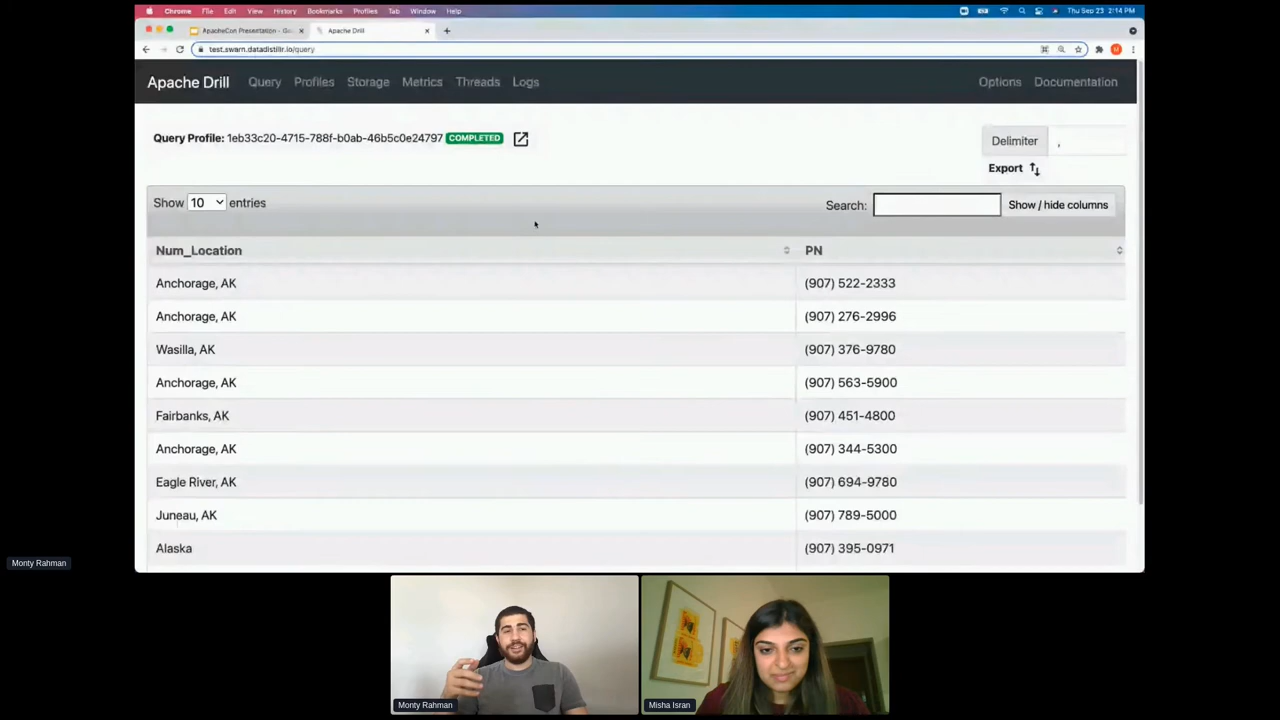 Chrome File Edit View History Bookmarks Profiles Tab Window Help Thu Sep 23 2:14 PM
ApacheCon Presentation - Go Apache Drill
test.swarn.datadistillr.io/query
Apache Drill Query Profiles Storage Metrics Threads Logs Options Documentation
Query Profile: 1eb33c20-4715-788f-b0ab-46b5c0e24797 COMPLETED
Delimiter ,
Export
Show 10 entries Search: Show / hide columns
Num_Location PN
Anchorage, AK (907) 522-2333
Anchorage, AK (907) 276-2996
Wasilla, AK (907) 376-9780
Anchorage, AK (907) 563-5900
Fairbanks, AK (907) 451-4800
Anchorage, AK (907) 344-5300
Eagle River, AK (907) 694-9780
Juneau, AK (907) 789-5000
Alaska (907) 395-0971
Monty Rahman
Monty Rahman
Misha Isran